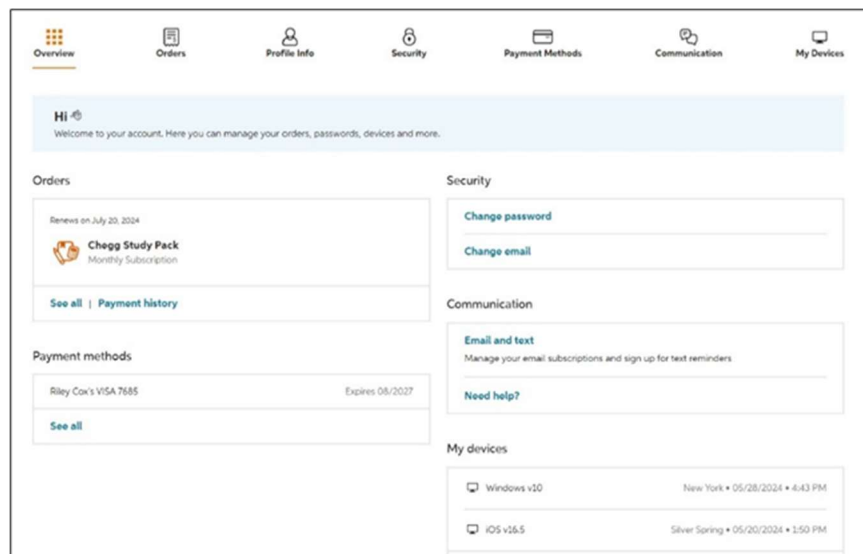 Overview Orders Profile Info Security Payment Methods Communication My Devices
Hi
Welcome to your account. Here you can manage your orders, passwords, devices and more.
Orders
Renews on July 20, 2024
Chegg Study Pack
Monthly Subscription
See all | Payment history
Payment methods
Riley Cox's VISA 7685 Expires 08/2027
See all
Security
Change password
Change email
Communication
Email and text
Manage your email subscriptions and sign up for text reminders
Need help?
My devices
Windows v10 New York • 05/28/2024 • 4:43 PM
iOS v16.5 Silver Spring • 05/20/2024 • 1:50 PM